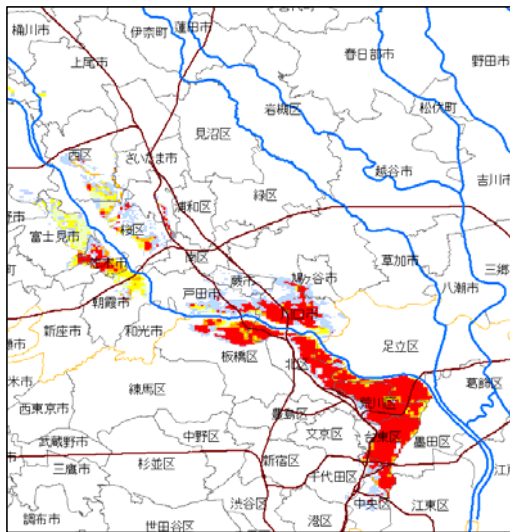 桶川市
伊奈町
蓮田市
春日部市
野田市
上尾市
岩槻区
松伏町
見沼区
西区
さいたま市
越谷市
吉川市
緑区
浦和区
桜区
富士見市
南区
草加市
三郷
志木市
蕨市
鳩ヶ谷市
八潮市
戸田市
朝霞市
川口市
新座市
和光市
足立区
板橋区
北区
葛飾区
米市
練馬区
西東京市
荒川区
豊島区
文京区
台東区
墨田区
武蔵野市
中野区
新宿区
三鷹市
杉並区
千代田区
江戸
渋谷区
中央区
江東区
調布市
世田谷区
港区